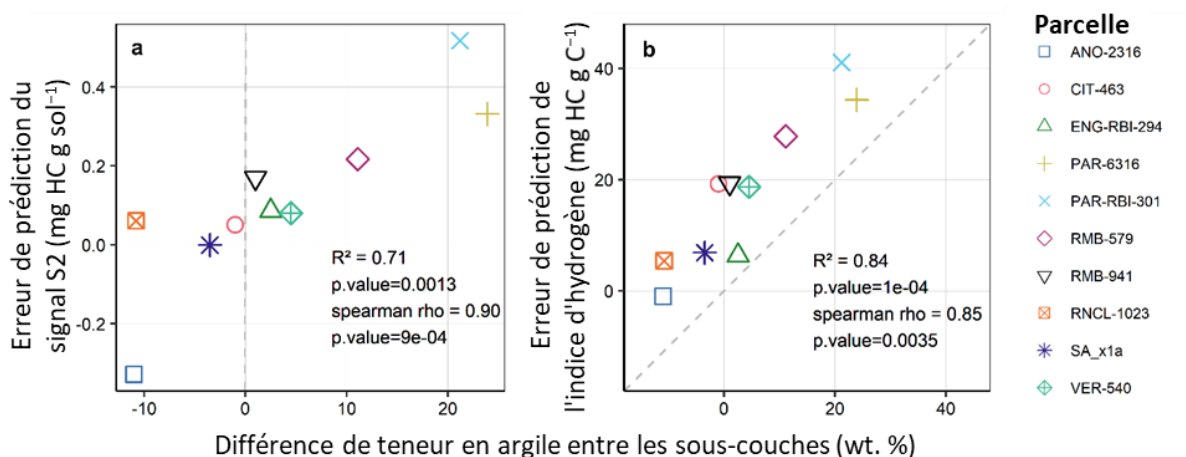 Erreur de prédiction du
signal S2 (mg HC g sol⁻¹)
a
0.4
0.2
0.0
-0.2
-10
0
10
20
R² = 0.71
p.value=0.0013
spearman rho = 0.90
p.value=9e-04
Erreur de prédiction de
l'indice d'hydrogène (mg HC g C⁻¹)
b
40
20
0
0
20
40
R² = 0.84
p.value=1e-04
spearman rho = 0.85
p.value=0.0035
Différence de teneur en argile entre les sous-couches (wt. %)
Parcelle
ANO-2316
CIT-463
ENG-RBI-294
PAR-6316
PAR-RBI-301
RMB-579
RMB-941
RNCL-1023
SA_x1a
VER-540